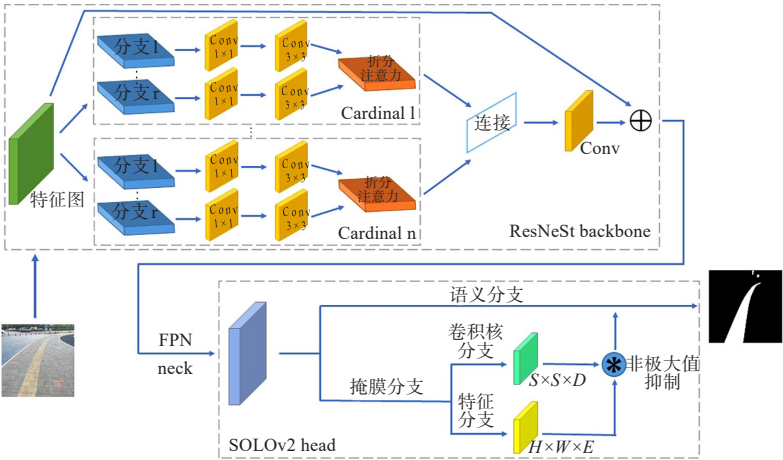 分支1
Conv
1×1
Conv
3×3
折分
注意力
分支r
Conv
1×1
Conv
3×3
Cardinal 1
连接
Conv
特征图
分支1
Conv
1×1
Conv
3×3
折分
注意力
分支r
Conv
1×1
Conv
3×3
Cardinal n
ResNeSt backbone
FPN
neck
语义分支
卷积核
分支
S×S×D
掩膜分支
特征
分支
H×W×E
非极大值
抑制
SOLOv2 head